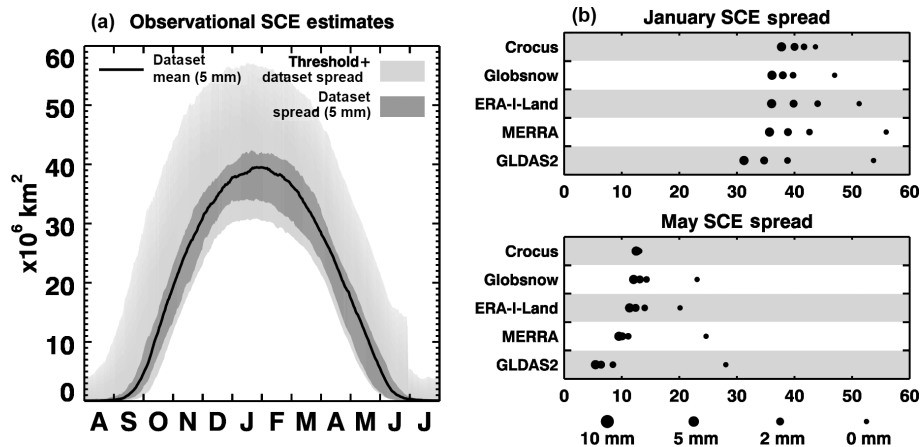 (a) Observational SCE estimates
Dataset
mean (5 mm)
Threshold+
dataset spread
Dataset
spread (5 mm)
60
50
40
30
20
10
0
x10⁶ km²
A S O N D J F M A M J J
(b) January SCE spread
Crocus
Globsnow
ERA-I-Land
MERRA
GLDAS2
0 10 20 30 40 50 60
May SCE spread
Crocus
Globsnow
ERA-I-Land
MERRA
GLDAS2
0 10 20 30 40 50 60
10 mm 5 mm 2 mm 0 mm